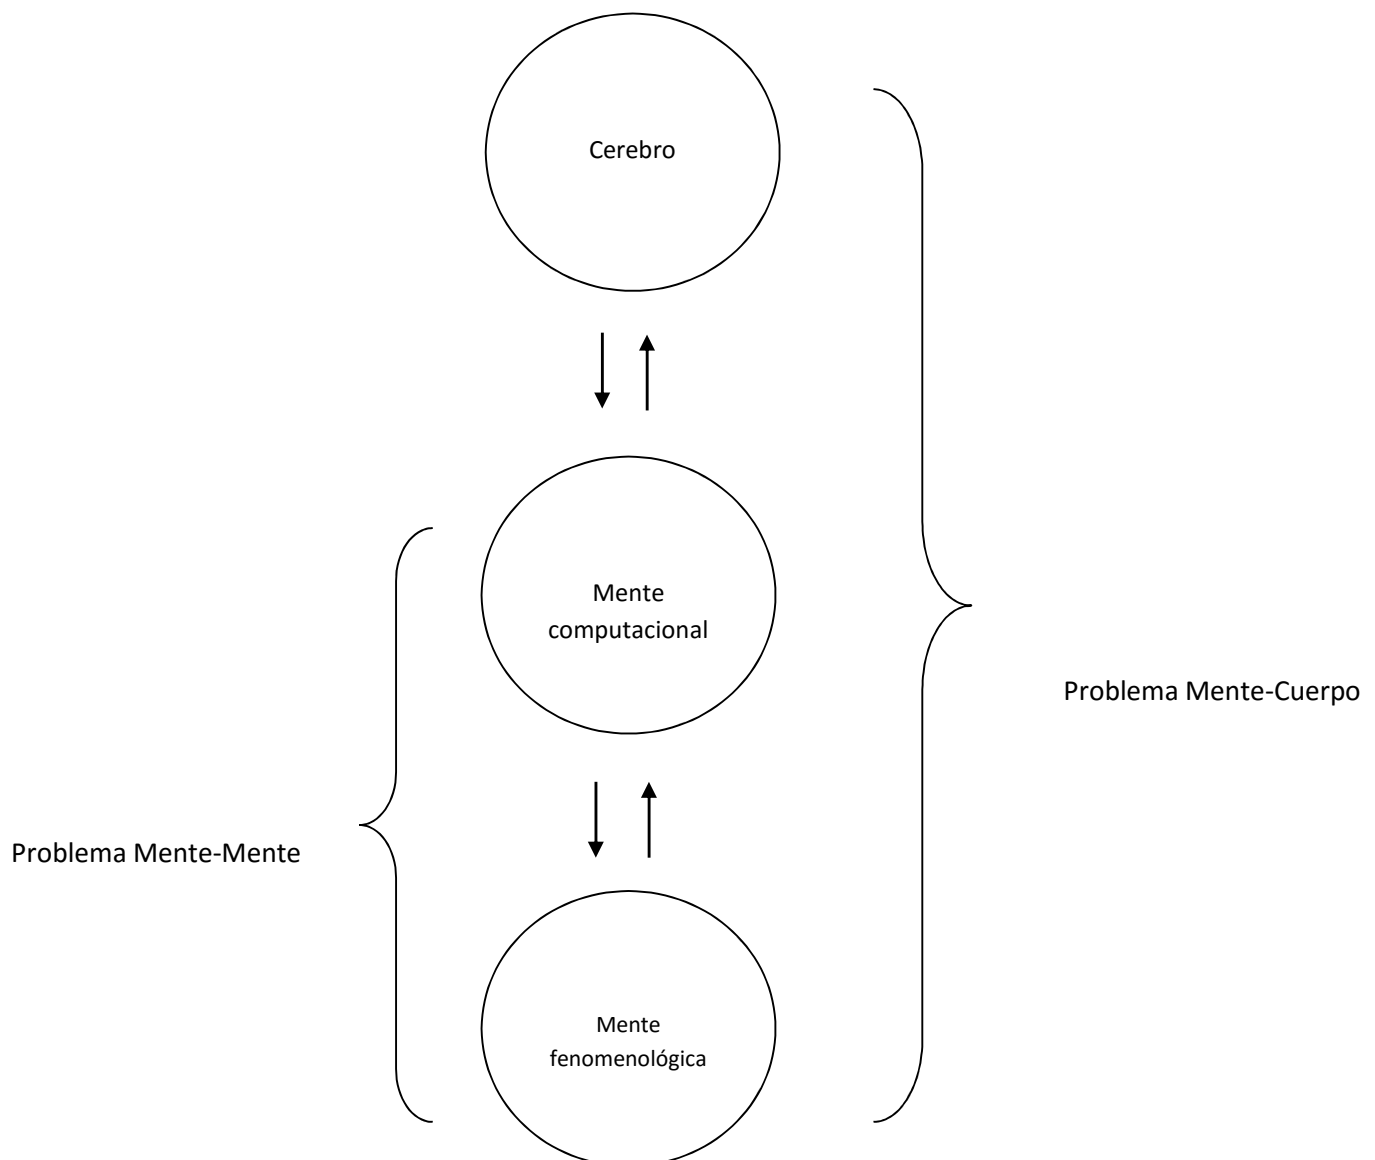 Cerebro
Mente
computacional
Problema Mente-Cuerpo
Problema Mente-Mente
Mente
fenomenológica